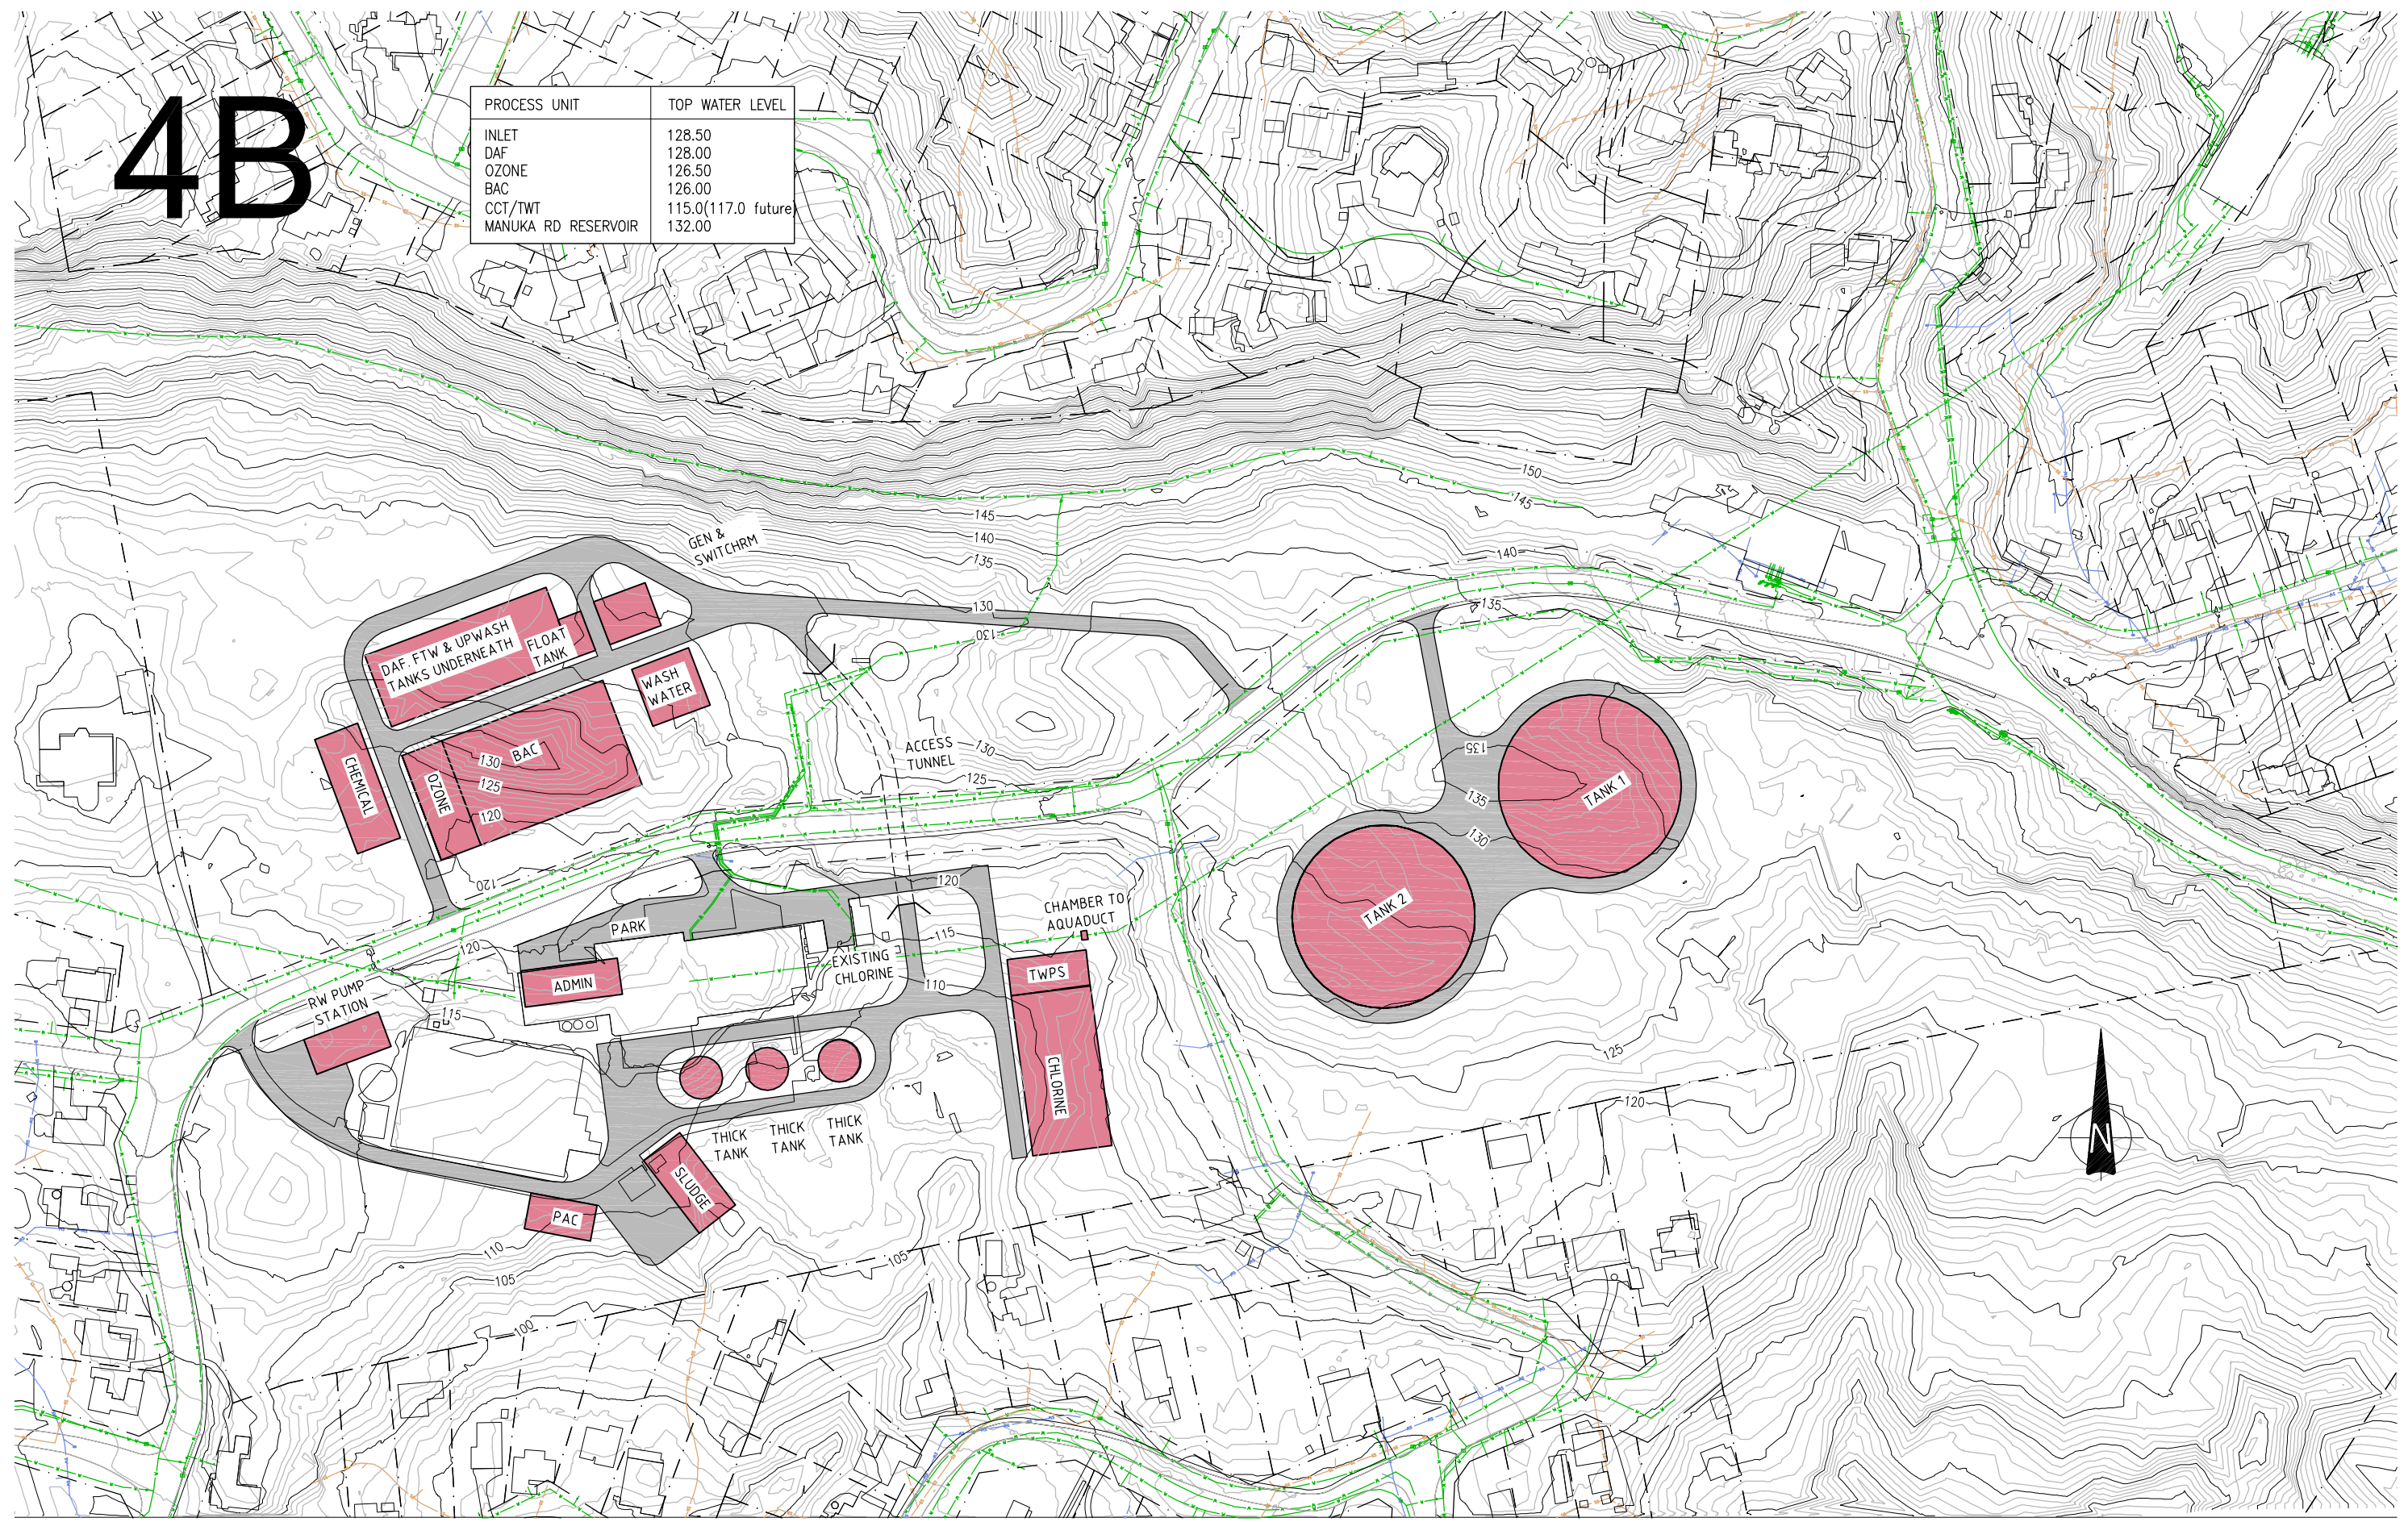 4B
PROCESS UNIT TOP WATER LEVEL
INLET 128.50
DAF 128.00
OZONE 126.50
BAC 126.00
CCT/TWT 115.0(117.0 future)
MANUKA RD RESERVOIR 132.00
150
145
145
140
135
140
GEN &
SWITCHRM
130
130
135
DAF. FTW & UPWASH
TANKS UNDERNEATH
FLOAT
TANK
WASH
WATER
CHEMICAL
OZONE
BAC
130
125
120
ACCESS
TUNNEL
130
125
135
135
130
TANK 1
TANK 2
120
120
120
PARK
CHAMBER TO
AQUADUCT
115
EXISTING
CHLORINE
ADMIN
TWPS
110
RW PUMP
STATION
115
CHLORINE
125
120
THICK
TANK
THICK
TANK
THICK
TANK
SLUDGE
PAC
110
105
105
100
N